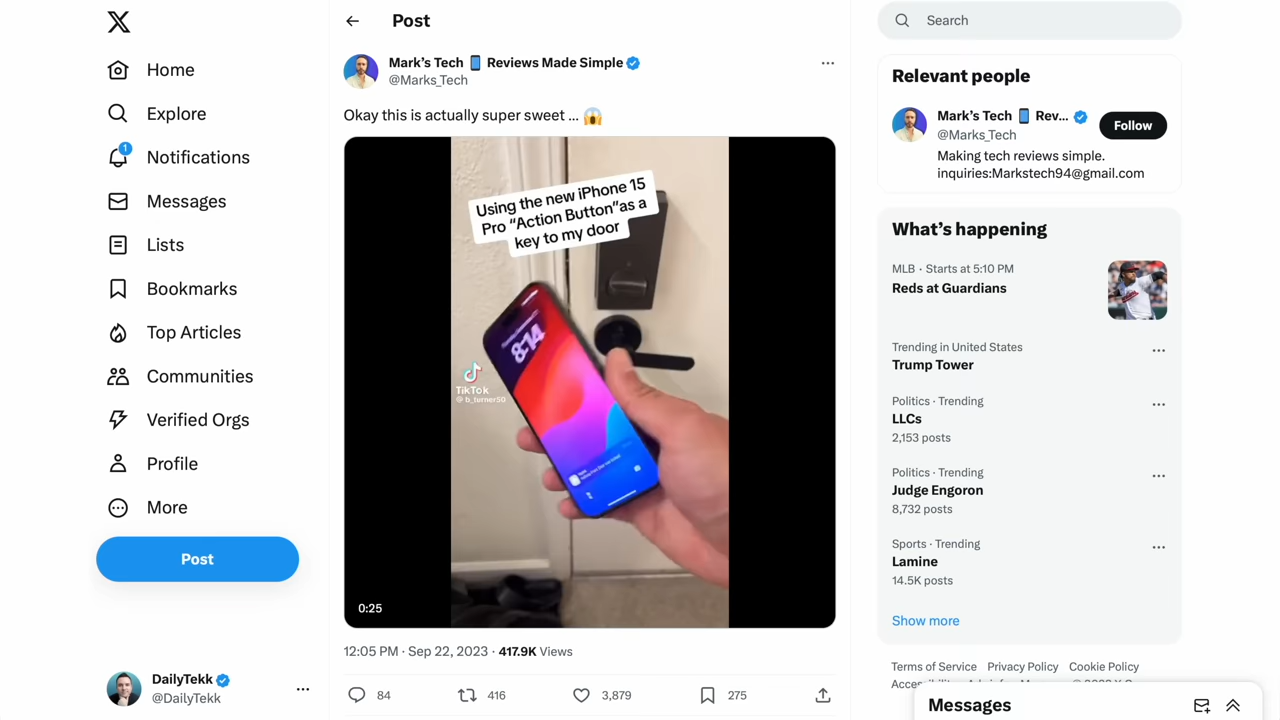 Home
Explore
1
Notifications
Messages
Lists
Bookmarks
Top Articles
Communities
Verified Orgs
Profile
More
Post
DailyTekk
@DailyTekk
Post
Mark's Tech 📱 Reviews Made Simple
@Marks_Tech
Okay this is actually super sweet ... 😱
Using the new iPhone 15
Pro "Action Button"as a
key to my door
8:14
TikTok
@b_ferner50
0:25
12:05 PM · Sep 22, 2023 · 417.9K Views
84
416
3,879
275
Search
Relevant people
Mark's Tech 📱 Rev...
@Marks_Tech
Follow
Making tech reviews simple.
inquiries:Markstech94@gmail.com
What's happening
MLB · Starts at 5:10 PM
Reds at Guardians
Trending in United States
Trump Tower
Politics · Trending
LLCs
2,153 posts
Politics · Trending
Judge Engoron
8,732 posts
Sports · Trending
Lamine
14.5K posts
Show more
Terms of Service Privacy Policy Cookie Policy
Messages